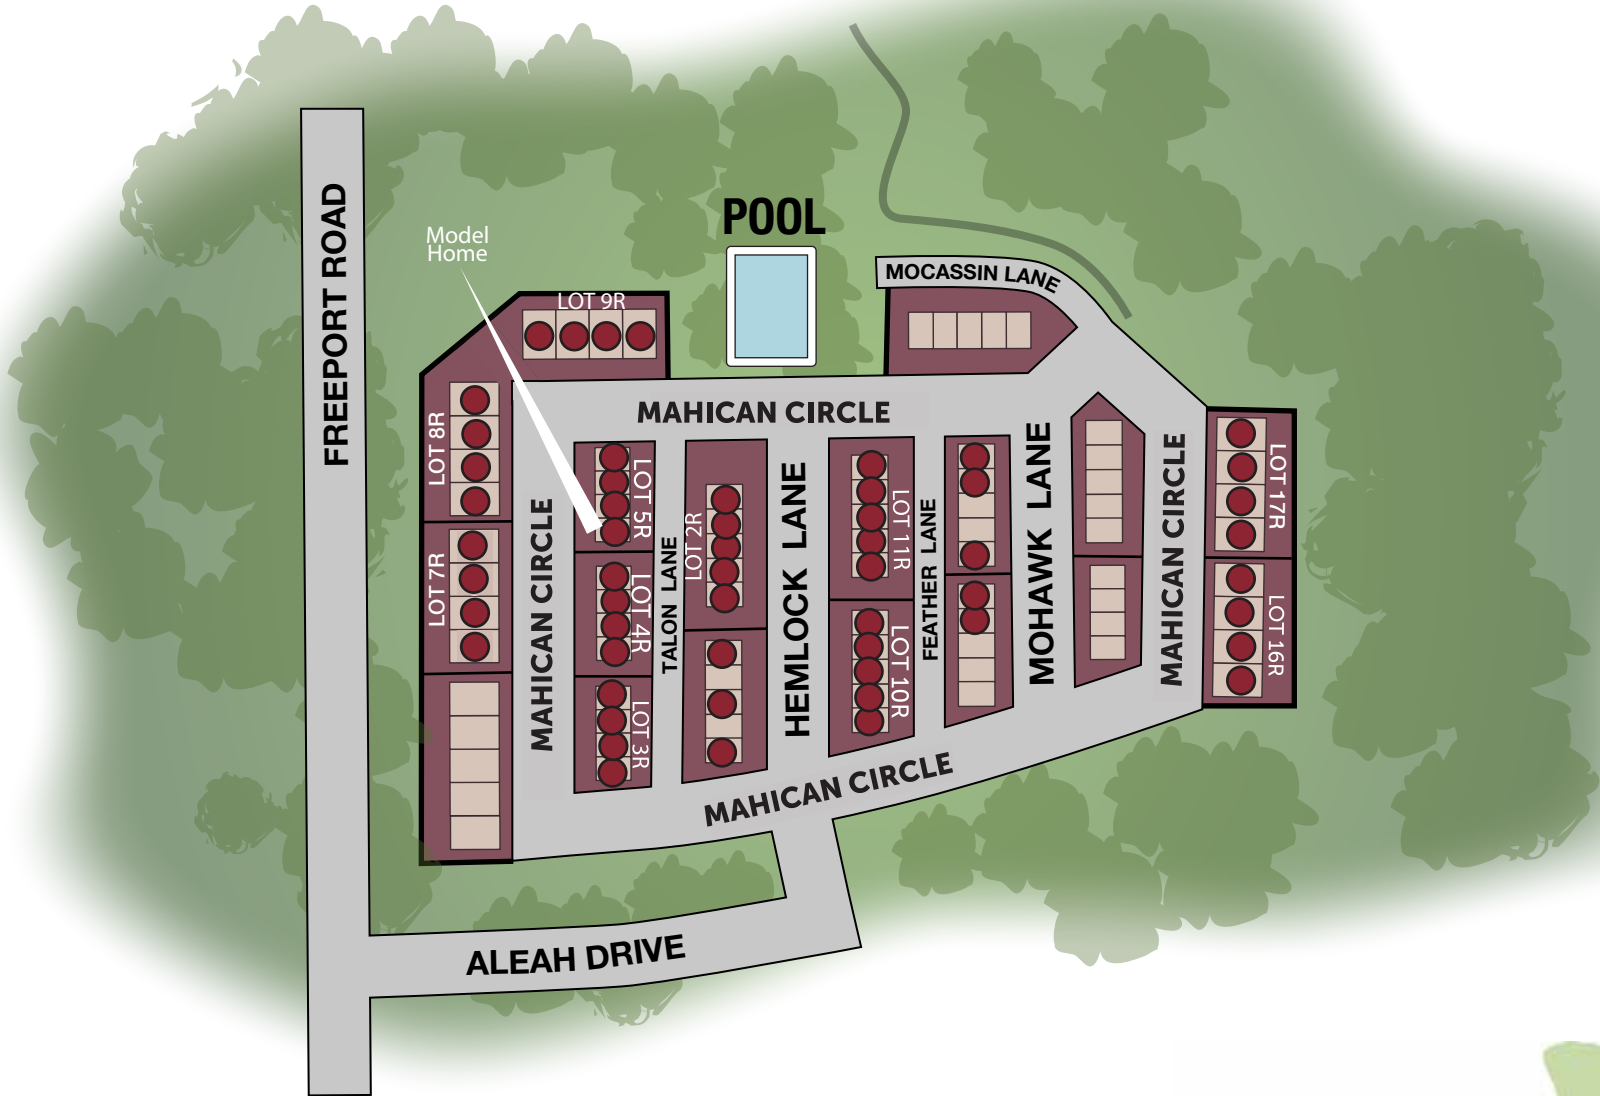 POOL
Model
Home
FREEPORT ROAD
MOCASSIN LANE
LOT 9R
MAHICAN CIRCLE
LOT 8R
LOT 7R
MAHICAN CIRCLE
LOT 5R
LOT 4R
LOT 3R
TALON LANE
LOT 2R
HEMLOCK LANE
LOT 11R
LOT 10R
FEATHER LANE
MOHAWK LANE
MAHICAN CIRCLE
LOT 17R
LOT 16R
MAHICAN CIRCLE
ALEAH DRIVE